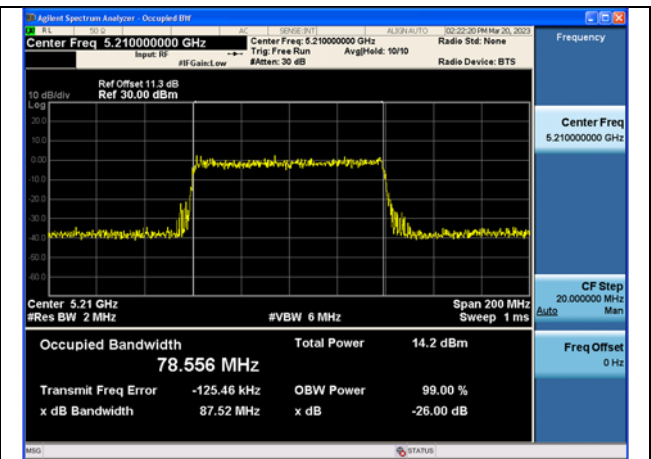 Agilent Spectrum Analyzer - Occupied BW
RL 50 Ω AC SENSE:INT ALIGNAUTO 02:22:20 PM Mar 20, 2023
Center Freq 5.210000000 GHz Center Freq: 5.210000000 GHz Radio Std: None Frequency
Input: RF Trig: Free Run Avg|Hold: 10/10
#IFGain:Low #Atten: 30 dB Radio Device: BTS
Ref Offset 11.3 dB
10 dB/div Ref 30.00 dBm
Log
20.0
10.0
0.00
-10.0
-20.0
-30.0
-40.0
-50.0
-60.0
Center Freq
5.210000000 GHz
Center 5.21 GHz Span 200 MHz
#Res BW 2 MHz #VBW 6 MHz Sweep 1 ms
CF Step
20.000000 MHz
Auto Man
Occupied Bandwidth Total Power 14.2 dBm
78.556 MHz
Transmit Freq Error -125.46 kHz OBW Power 99.00 %
x dB Bandwidth 87.52 MHz x dB -26.00 dB
Freq Offset
0 Hz
MSG STATUS